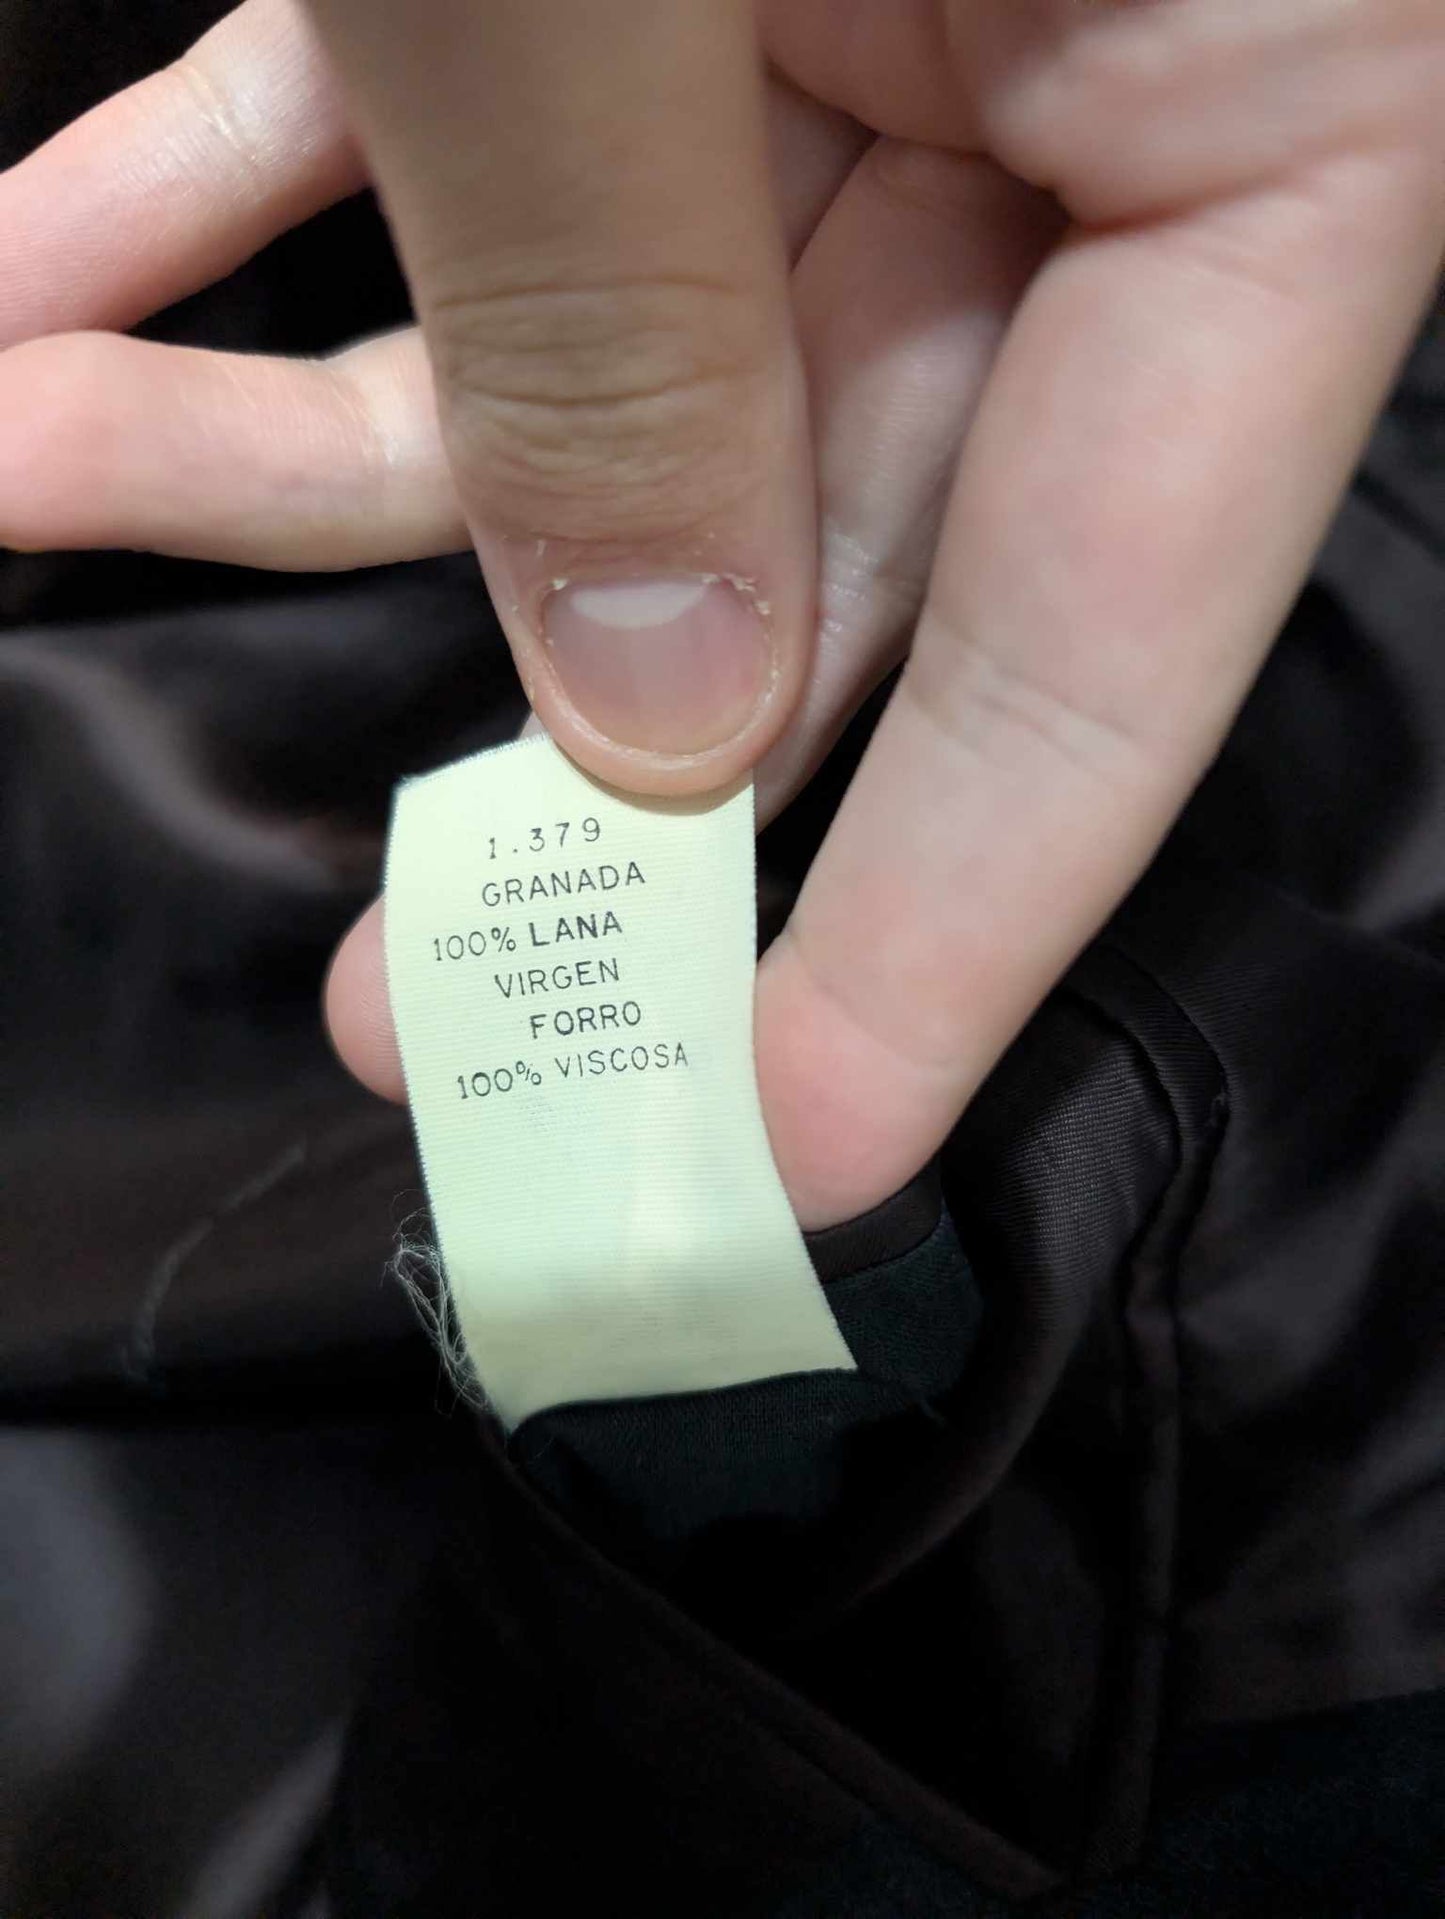 1.379
GRANADA
100% LANA
VIRGEN
FORRO
100% VISCOSA